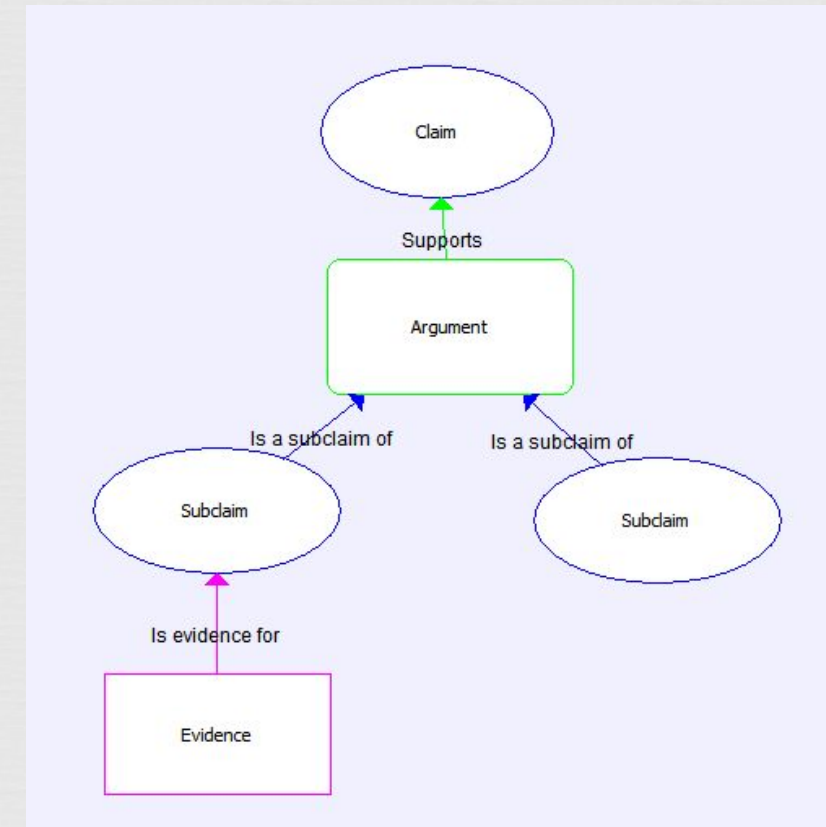 Claim
Supports
Argument
Is a subclaim of
Is a subclaim of
Subclaim
Subclaim
Is evidence for
Evidence